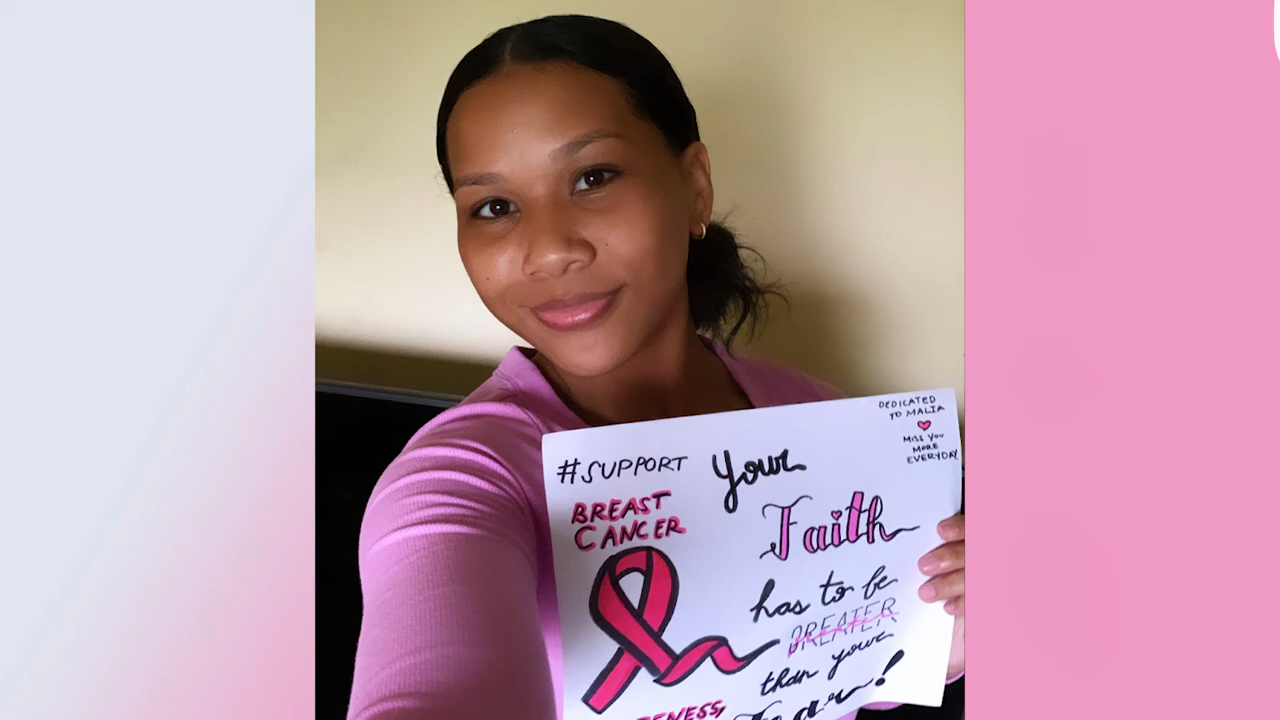 DEDICATED
TO MALIA
MISS YOU
MORE
EVERYDAY
#SUPPORT
BREAST
CANCER
Your
Faith
has to be
GREATER
than your
Fear!